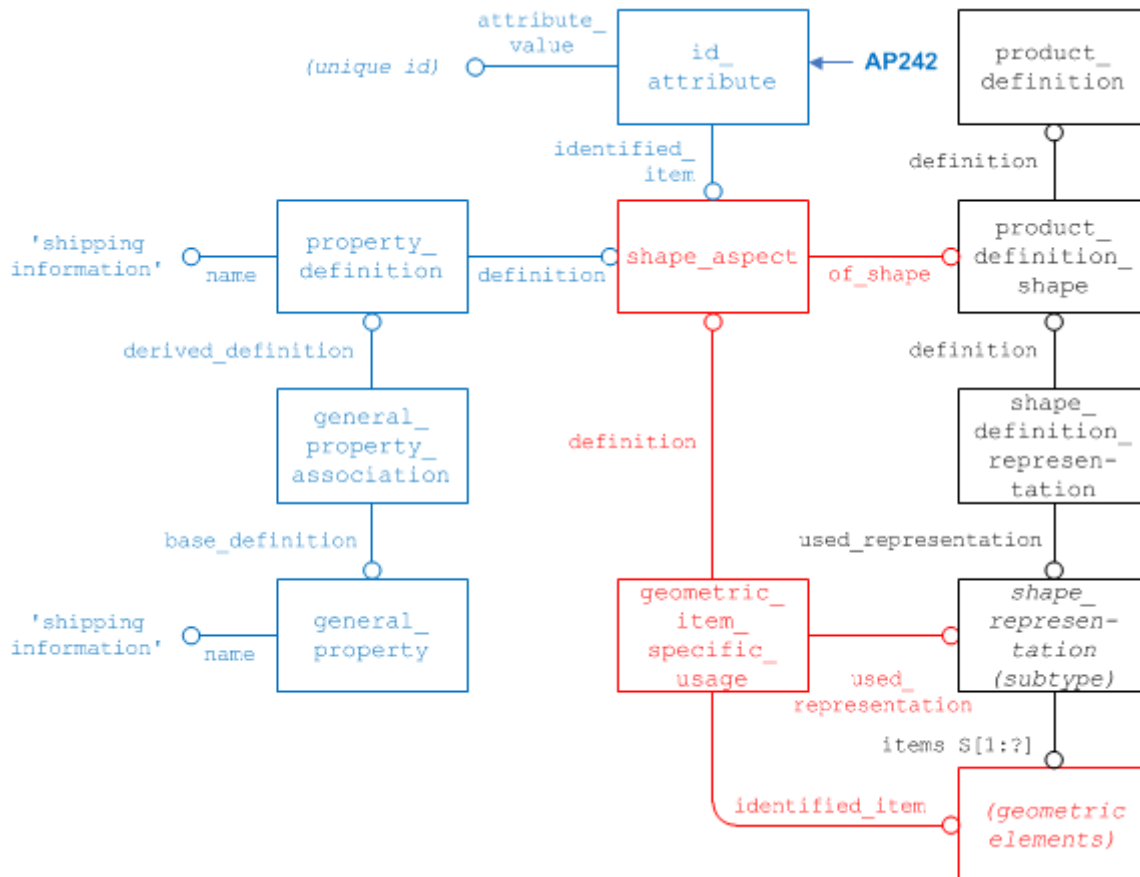 attribute_
value
(unique id)
id_
attribute
AP242
product_
definition
identified_
item
definition
'shipping
information'
name
property_
definition
definition
shape_aspect
of_shape
product_
definition_
shape
derived_definition
definition
general_
property_
association
definition
shape_
definition_
represen-
tation
base_definition
used_representation
'shipping
information'
name
general_
property
geometric_
item_
specific_
usage
used_
representation
shape_
represen-
tation
(subtype)
items S[1:?]
identified_item
(geometric
elements)